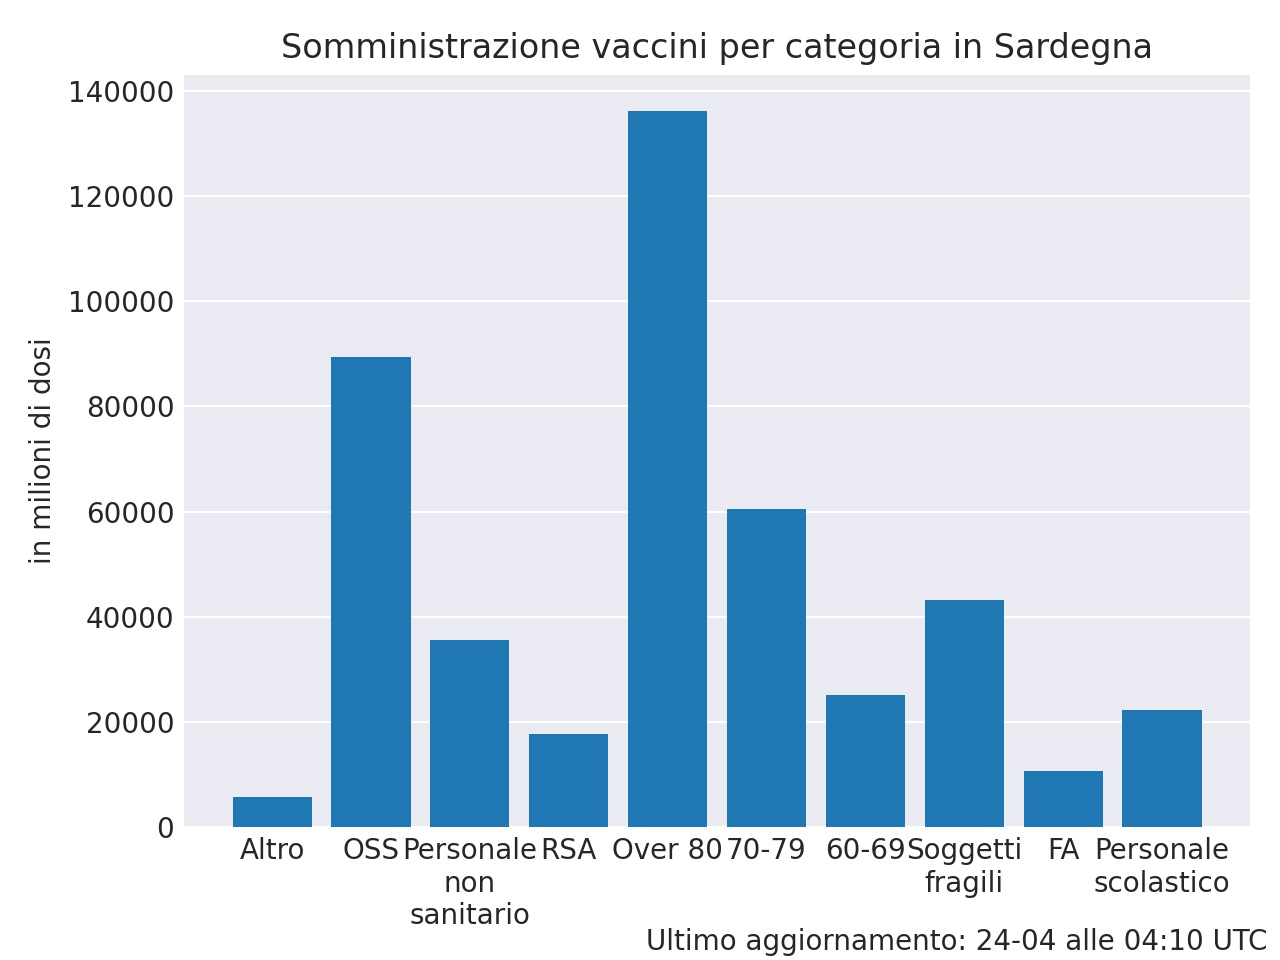 Somministrazione vaccini per categoria in Sardegna
in milioni di dosi
140000
120000
100000
80000
60000
40000
20000
0
Altro
OSS
Personale
non
sanitario
RSA
Over 80
70-79
60-69
Soggetti
fragili
FA
Personale
scolastico
Ultimo aggiornamento: 24-04 alle 04:10 UTC